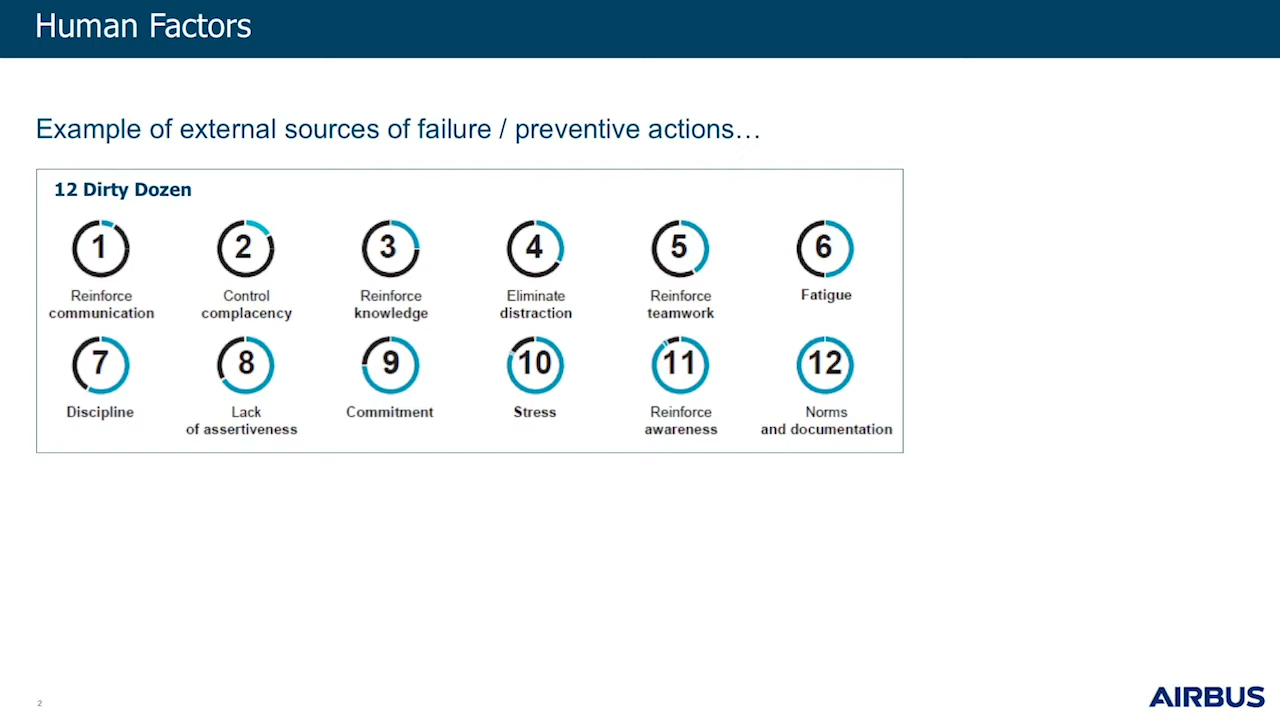 Human Factors
Example of external sources of failure / preventive actions…
12 Dirty Dozen
1
2
3
4
5
6
Reinforce
communication
Control
complacency
Reinforce
knowledge
Eliminate
distraction
Reinforce
teamwork
Fatigue
7
8
9
10
11
12
Discipline
Lack
of assertiveness
Commitment
Stress
Reinforce
awareness
Norms
and documentation
2
AIRBUS